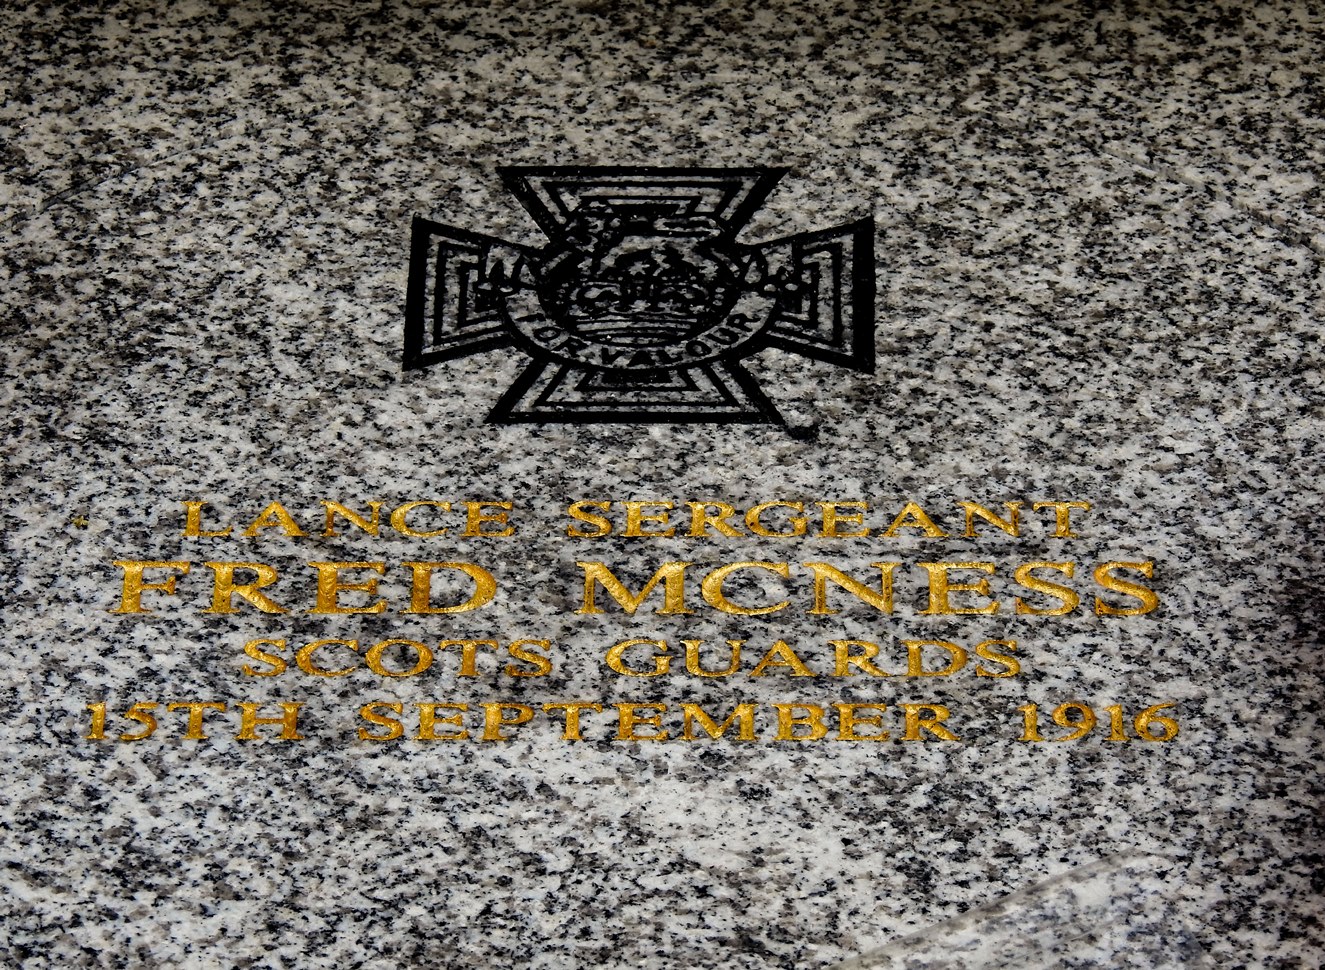 FOR VALOUR
LANCE SERGEANT
FRED MCNESS
SCOTS GUARDS
15TH SEPTEMBER 1916